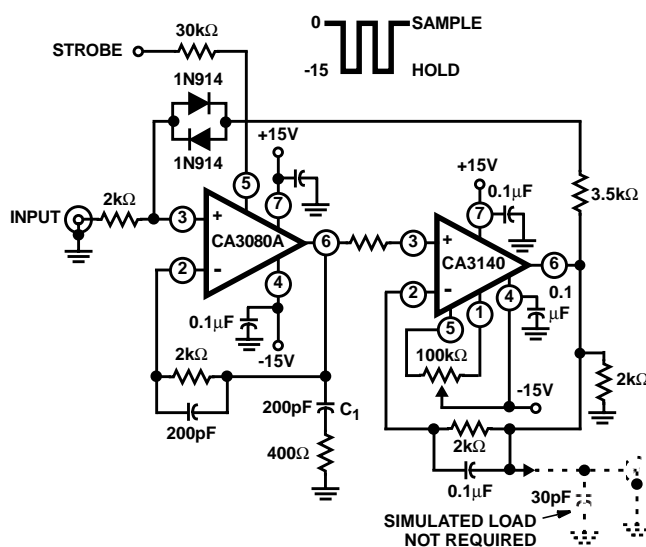 0 SAMPLE
-15 HOLD
30kΩ
STROBE
1N914
1N914
+15V
+15V
2kΩ
INPUT
5
7
3
+
CA3080A
6
2
-
4
0.1µF
-15V
2kΩ
200pF
200pF C1
400Ω
0.1µF
7
3
+
CA3140
6
2
-
4
5
1
0.1
µF
100kΩ
-15V
3.5kΩ
2kΩ
2kΩ
0.1µF
30pF
SIMULATED LOAD
NOT REQUIRED